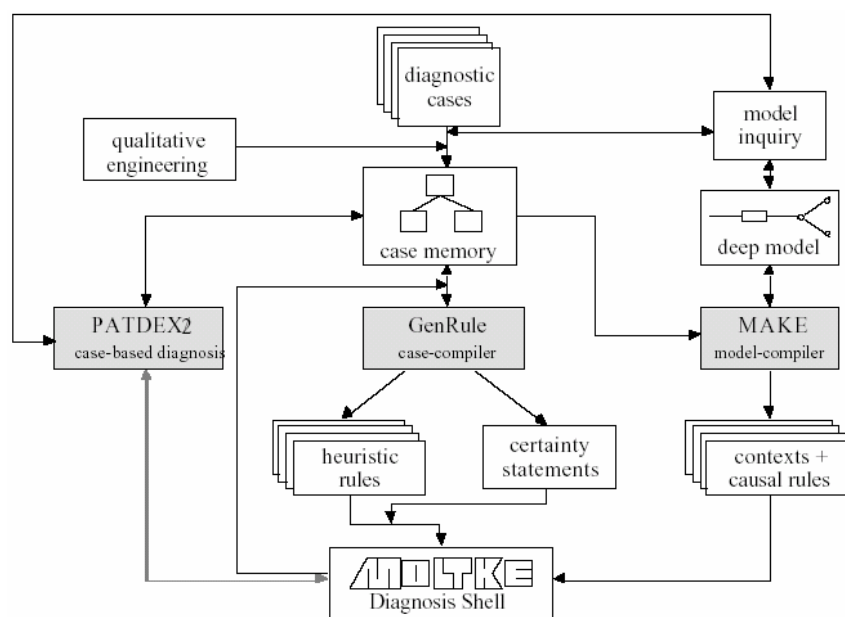 diagnostic
cases
model
inquiry
qualitative
engineering
case memory
deep model
PATDEX2
case-based diagnosis
GenRule
case-compiler
MAKE
model-compiler
heuristic
rules
certainty
statements
contexts +
causal rules
MOLTKE
Diagnosis Shell